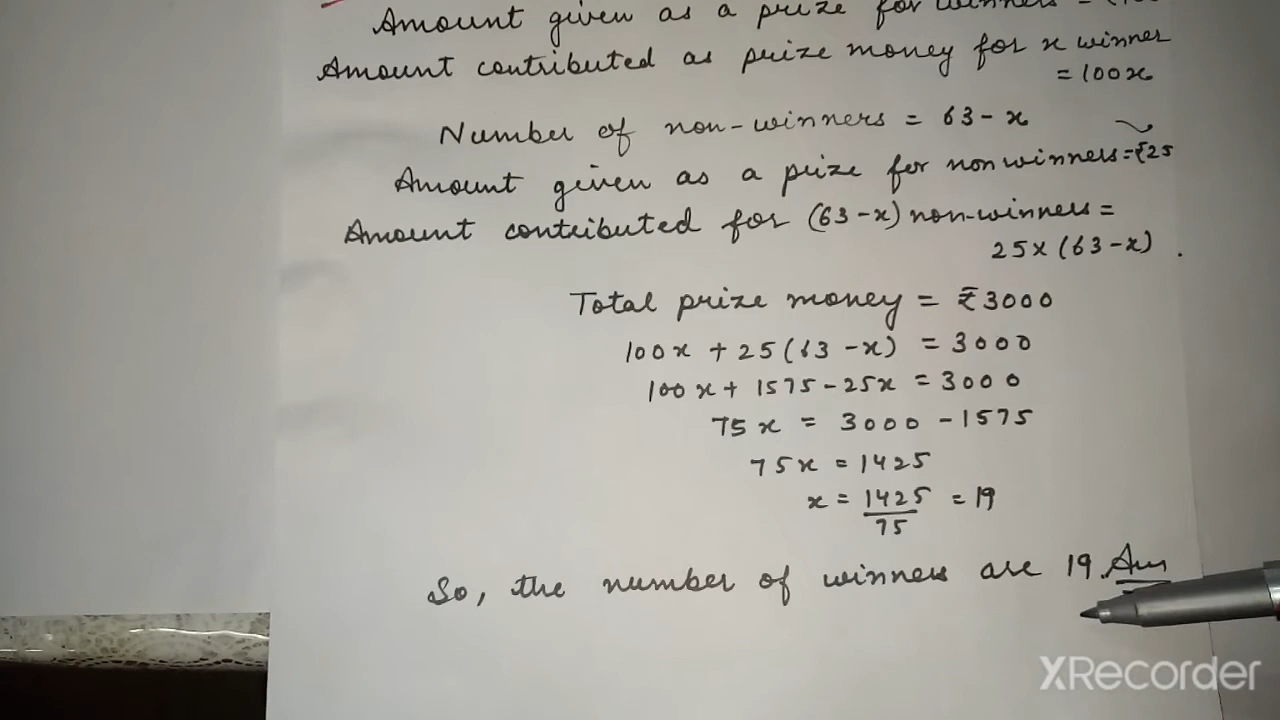 Amount given as a prize for winners =
Amount contributed as prize money for x winner
= 100x
Number of non-winners = 63 - x
Amount given as a prize for non winners = ₹25
Amount contributed for (63 - x) non-winners =
25 x (63 - x) .
Total prize money = ₹3000
100x + 25 (63 - x) = 3000
100x + 1575 - 25x = 3000
75x = 3000 - 1575
75x = 1425
x = 1425/75 = 19
So, the number of winners are 19. Ans
XRecorder